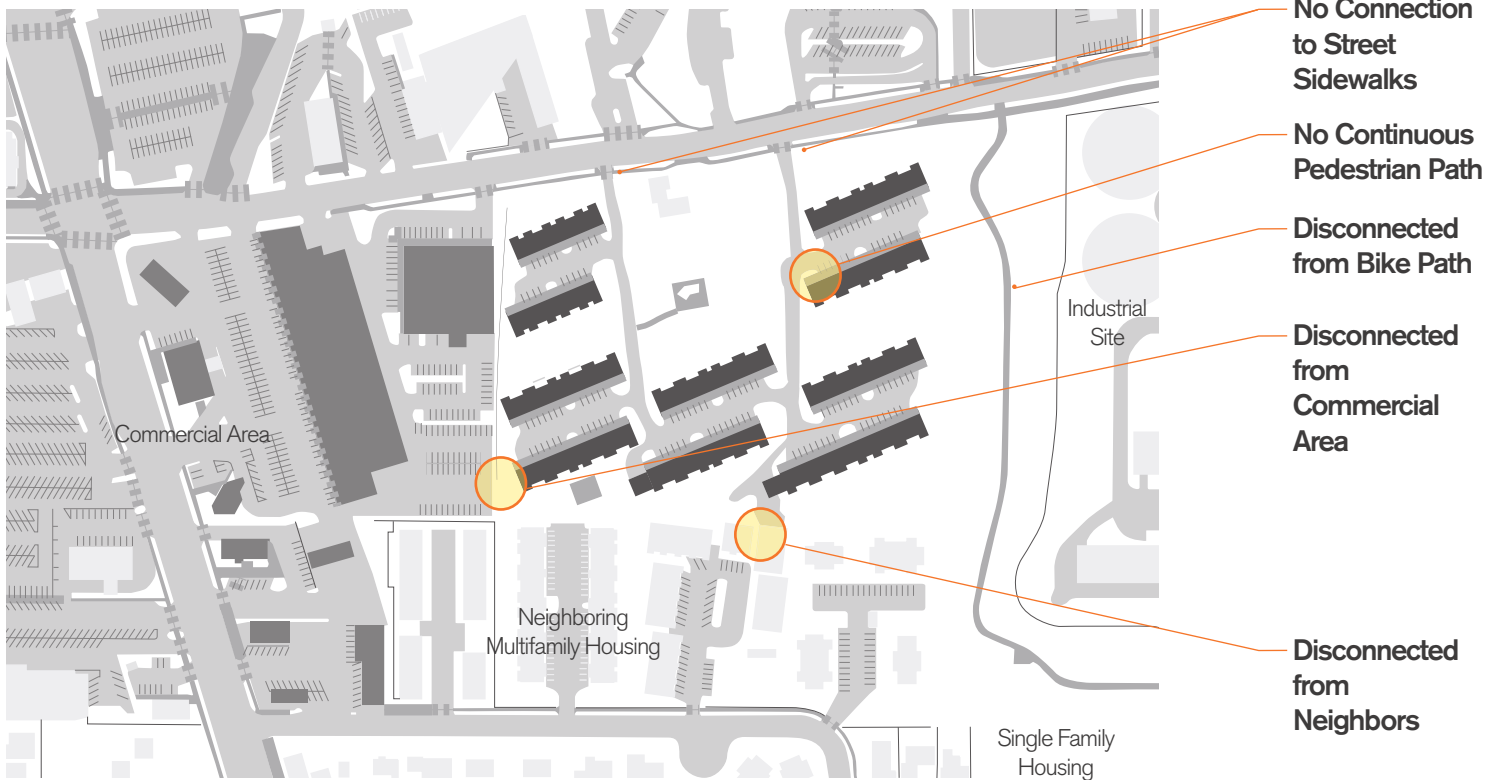 No Connection
to Street
Sidewalks
No Continuous
Pedestrian Path
Disconnected
from Bike Path
Industrial
Site
Disconnected
from
Commercial
Area
Commercial Area
Neighboring
Multifamily Housing
Disconnected
from
Neighbors
Single Family
Housing